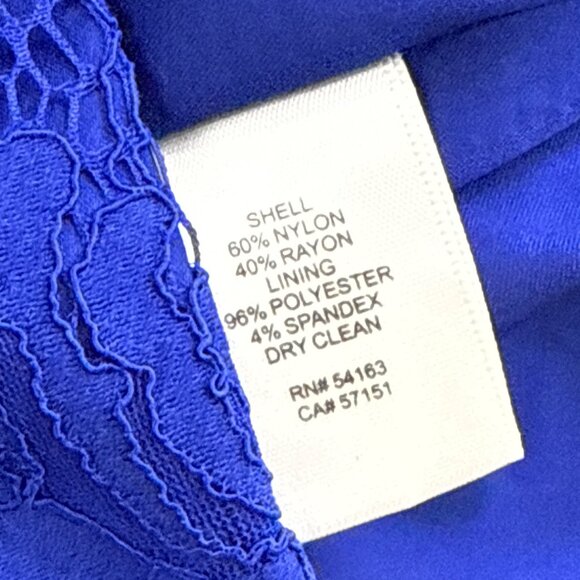 SHELL
60% NYLON
40% RAYON
LINING
96% POLYESTER
4% SPANDEX
DRY CLEAN
RN# 54163
CA# 57151